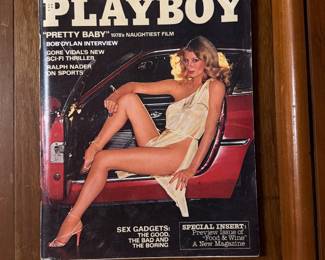 PLAYBOY
"PRETTY BABY" 1978's NAUGHTIEST FILM
BOB DYLAN INTERVIEW
GORE VIDAL'S NEW
SCI-FI THRILLER
RALPH NADER
ON SPORTS
SEX GADGETS:
THE GOOD,
THE BAD AND
THE BORING
SPECIAL INSERT:
Preview Issue of
"Food & Wine"
A New Magazine